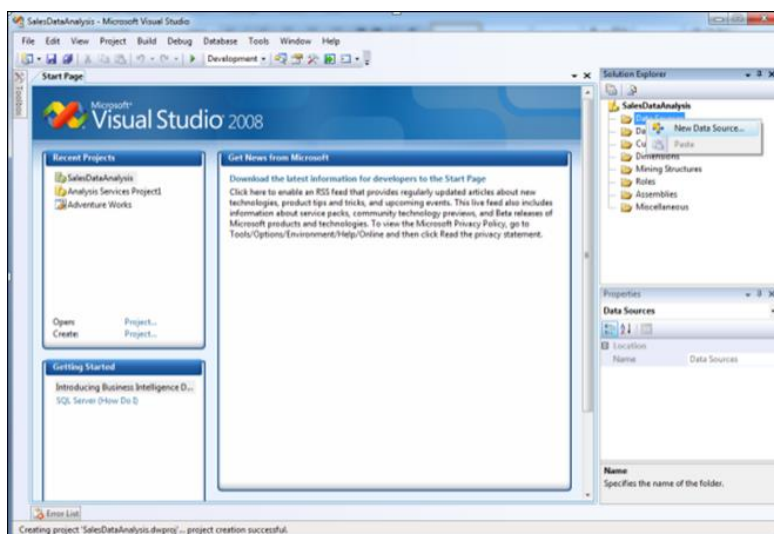 SalesDataAnalysis - Microsoft Visual Studio
File Edit View Project Build Debug Database Tools Window Help
Development
Toolbox
Start Page
Microsoft
Visual Studio 2008
Recent Projects
SalesDataAnalysis
Analysis Services Project1
Adventure Works
Open: Project...
Create: Project...
Getting Started
Introducing Business Intelligence D...
SQL Server (How Do I)
Get News from Microsoft
Download the latest information for developers to the Start Page
Click here to enable an RSS feed that provides regularly updated articles about new
technologies, product tips and tricks, and upcoming events. This live feed also includes
information about service packs, community technology previews, and Beta releases of
Microsoft products and technologies. To view the Microsoft Privacy Policy, go to
Tools/Options/Environment/Help/Online and then click Read the privacy statement.
Solution Explorer
SalesDataAnalysis
Data Sources
New Data Source...
Da
Paste
Cu
Dimensions
Mining Structures
Roles
Assemblies
Miscellaneous
Properties
Data Sources
Location
Name Data Sources
Name
Specifies the name of the folder.
Error List
Creating project 'SalesDataAnalysis.dwproj'... project creation successful.